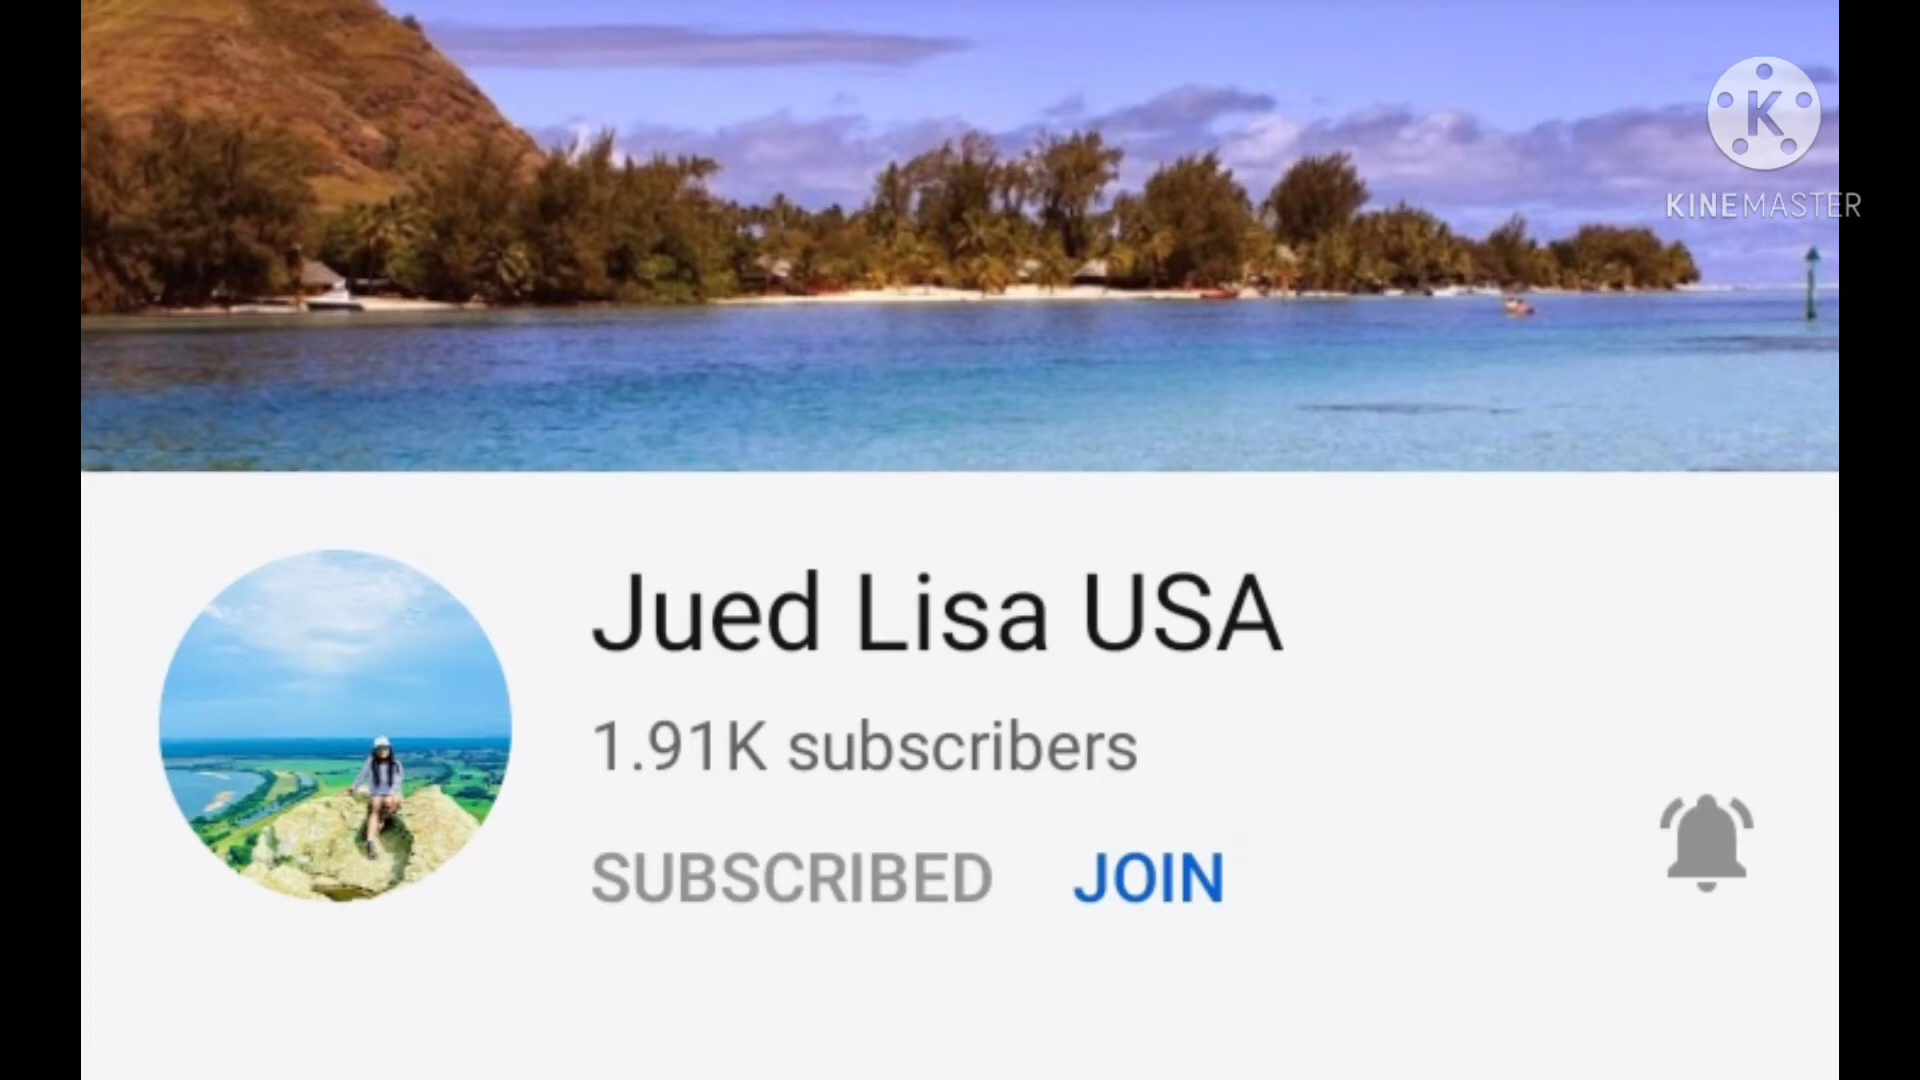 K
KINEMASTER
Jued Lisa USA
1.91K subscribers
SUBSCRIBED JOIN